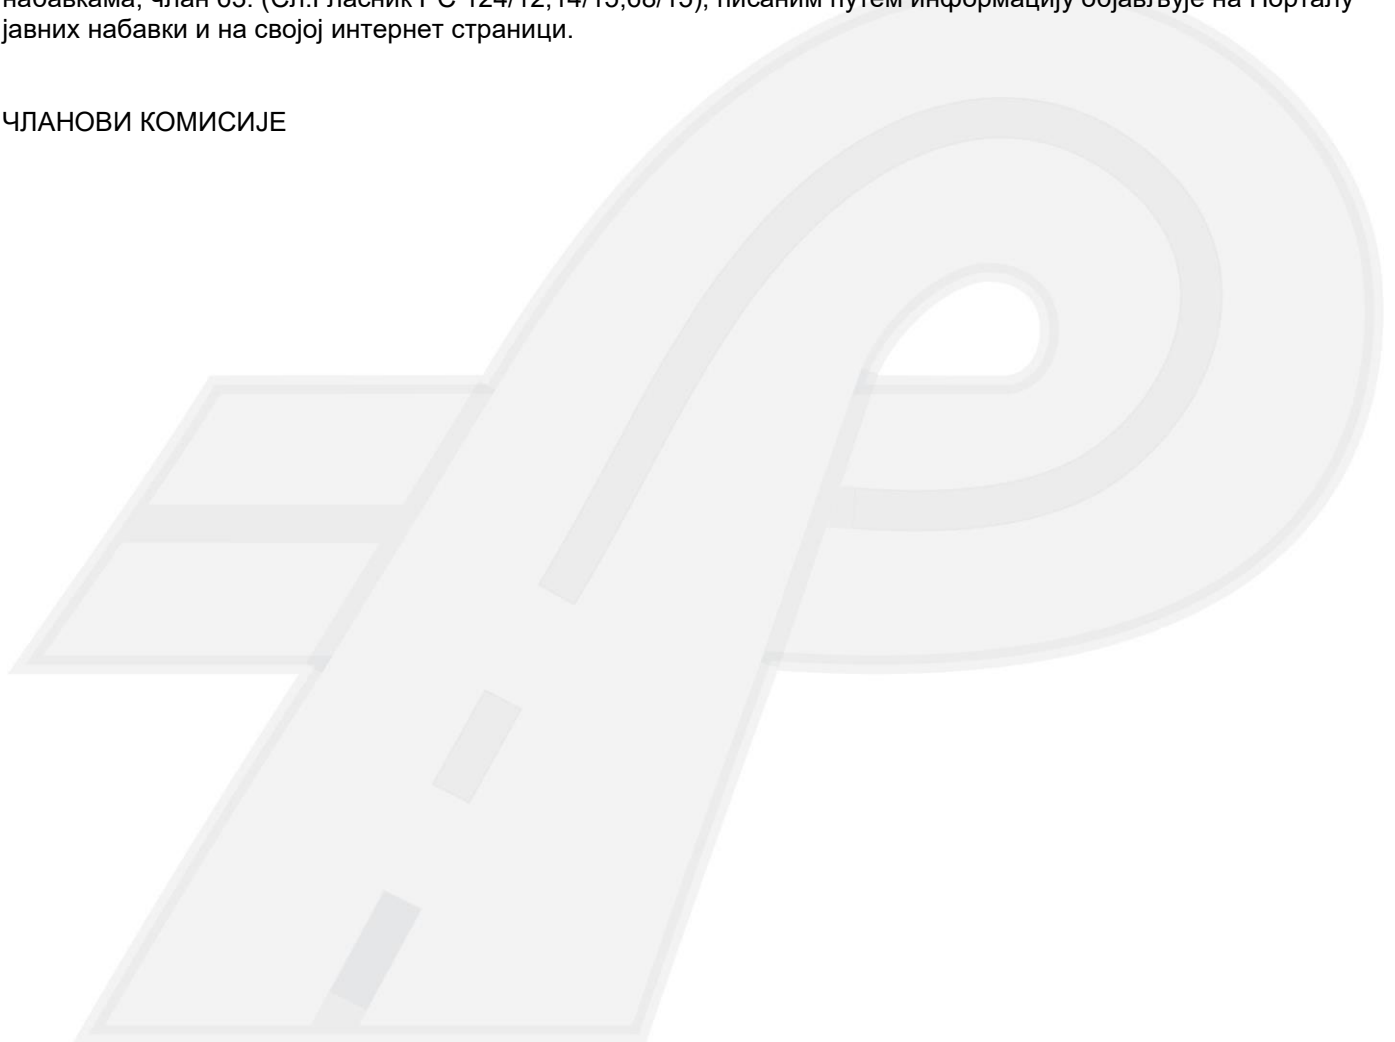 набавкама, члан 63. (Сл.Гласник РС 124/12,14/15,68/15), писаним путем информацију објављује на Порталу
јавних набавки и на својој интернет страници.
ЧЛАНОВИ КОМИСИЈЕ